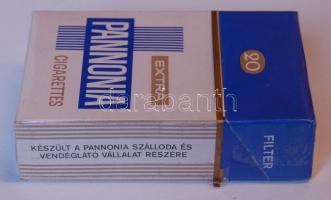 PANNONIA
EXTRA
CIGARETTES
20
FILTER
KÉSZÜLT A PANNONIA SZÁLLODA ÉS
VENDÉGLÁTÓ VÁLLALAT RÉSZÉRE
darabanth